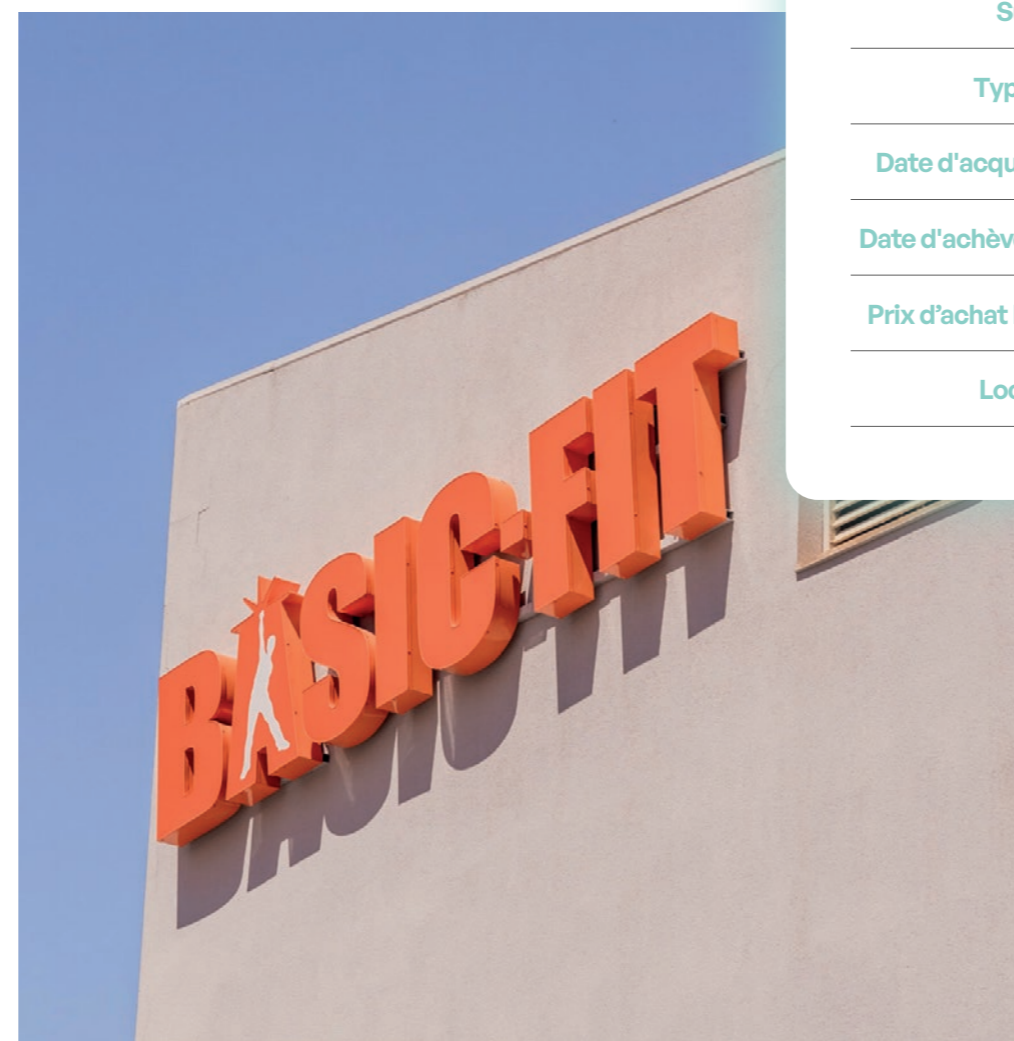 S
Typ
Date d'acqu
Date d'achèv
Prix d’achat
Loc
BASIC-FIT